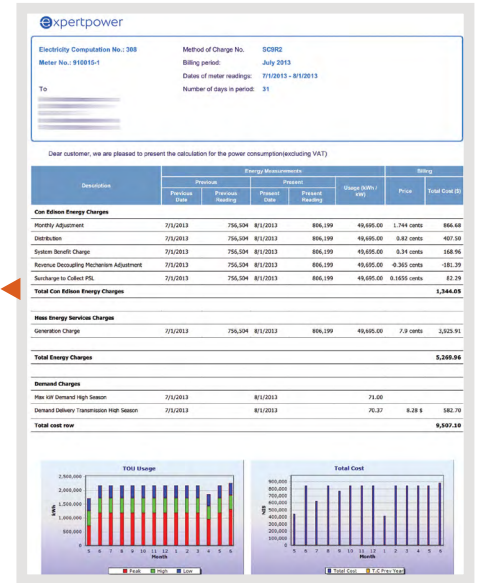 expertpower
Electricity Computation No.: 308
Meter No.: 910015-1
To
Method of Charge No. SC9R2
Billing period: July 2013
Dates of meter readings: 7/1/2013 - 8/1/2013
Number of days in period: 31
Dear customer, we are pleased to present the calculation for the power consumption(excluding VAT)
Energy Measurements Billing
Description Previous Present Usage (kWh / kW) Price Total Cost ($)
Previous Date Previous Reading Present Date Present Reading
Con Edison Energy Charges
Monthly Adjustment 7/1/2013 756,504 8/1/2013 806,199 49,695.00 1.744 cents 866.68
Distribution 7/1/2013 756,504 8/1/2013 806,199 49,695.00 0.82 cents 407.50
System Benefit Charge 7/1/2013 756,504 8/1/2013 806,199 49,695.00 0.34 cents 168.96
Revenue Decoupling Mechanism Adjustment 7/1/2013 756,504 8/1/2013 806,199 49,695.00 -0.365 cents -181.39
Surcharge to Collect PSL 7/1/2013 756,504 8/1/2013 806,199 49,695.00 0.1655 cents 82.29
Total Con Edison Energy Charges 1,344.05
Hess Energy Services Charges
Generation Charge 7/1/2013 756,504 8/1/2013 806,199 49,695.00 7.9 cents 3,925.91
Total Energy Charges 5,269.96
Demand Charges
Max kW Demand High Season 7/1/2013 8/1/2013 71.00
Demand Delivery Transmission High Season 7/1/2013 8/1/2013 70.37 8.28 $ 582.70
Total cost row 9,507.10
TOU Usage
2,500,000
2,000,000
1,500,000
1,000,000
500,000
0
kWh
5 6 7 8 9 10 11 12 1 2 3 4 5 6
Month
Peak High Low
Total Cost
900,000
800,000
700,000
600,000
500,000
400,000
300,000
200,000
100,000
0
5 6 7 8 9 10 11 12 1 2 3 4 5 6
Month
Total Cost T.C Prev Year